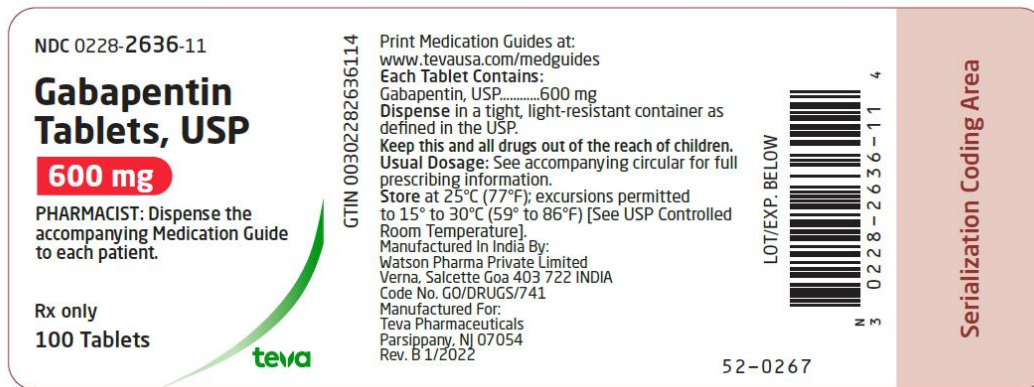 NDC 0228-2636-11
Gabapentin
Tablets, USP
600 mg
PHARMACIST: Dispense the
accompanying Medication Guide
to each patient.
Rx only
100 Tablets
teva
GTIN 00302282636114
Print Medication Guides at:
www.tevausa.com/medguides
Each Tablet Contains:
Gabapentin, USP............600 mg
Dispense in a tight, light-resistant container as
defined in the USP.
Keep this and all drugs out of the reach of children.
Usual Dosage: See accompanying circular for full
prescribing information.
Store at 25°C (77°F); excursions permitted
to 15° to 30°C (59° to 86°F) [See USP Controlled
Room Temperature].
Manufactured In India By:
Watson Pharma Private Limited
Verna, Salcette Goa 403 722 INDIA
Code No. GO/DRUGS/741
Manufactured For:
Teva Pharmaceuticals
Parsippany, NJ 07054
Rev. B 1/2022
LOT/EXP. BELOW
N 3 0228-2636-11 4
52-0267
Serialization Coding Area